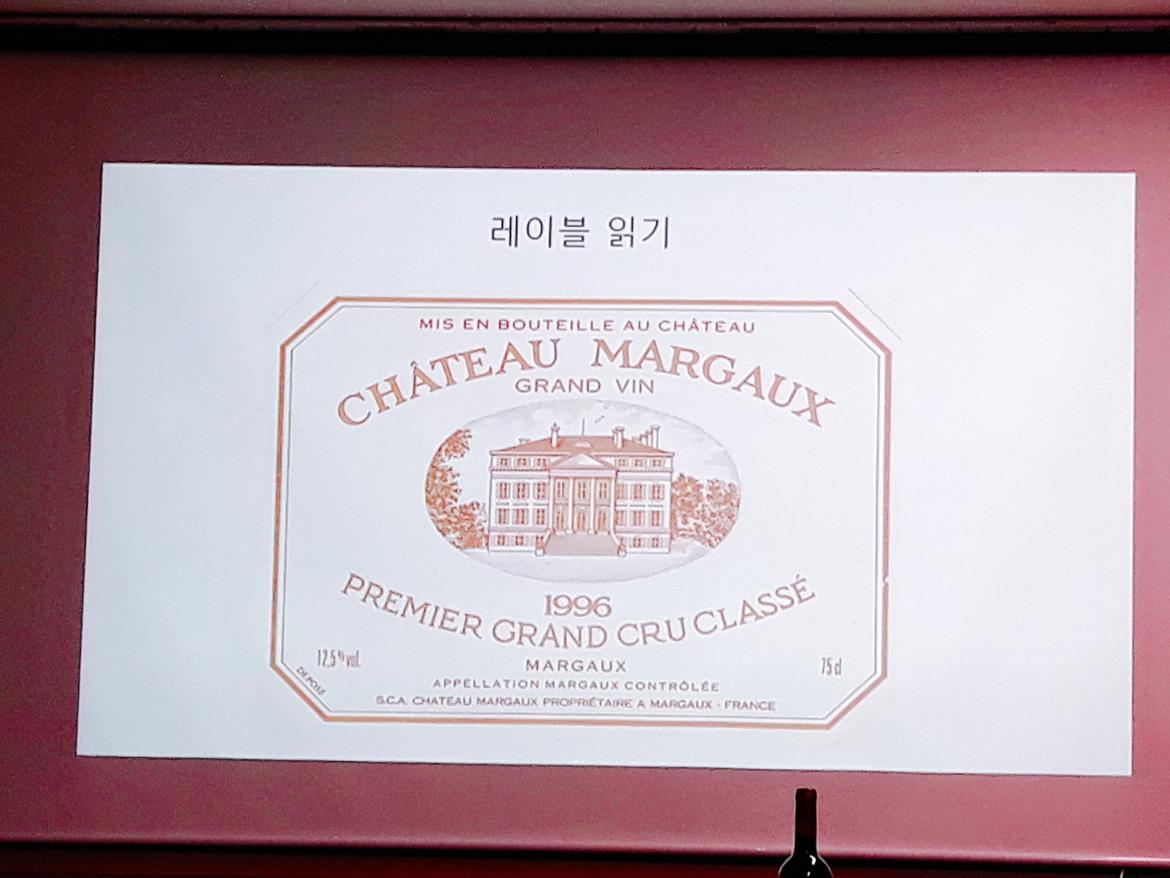 레이블 읽기
MIS EN BOUTEILLE AU CHÂTEAU
CHÂTEAU MARGAUX
GRAND VIN
1996
PREMIER GRAND CRU CLASSÉ
12,5% vol.
MARGAUX
75 cl
DÉPOSÉ
APPELLATION MARGAUX CONTRÔLÉE
S.C.A. CHATEAU MARGAUX PROPRIÉTAIRE A MARGAUX - FRANCE